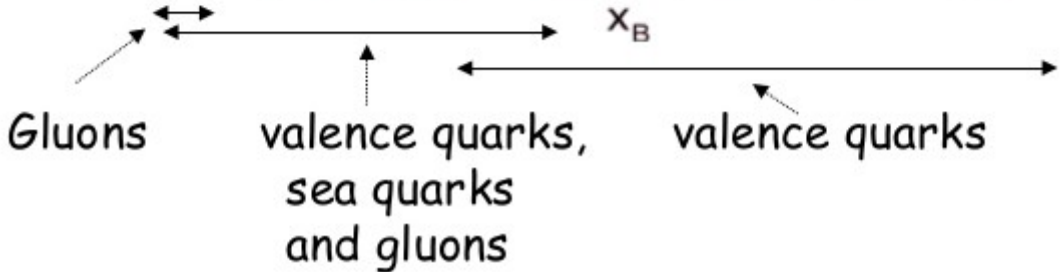 x_B
Gluons
valence quarks,
sea quarks
and gluons
valence quarks